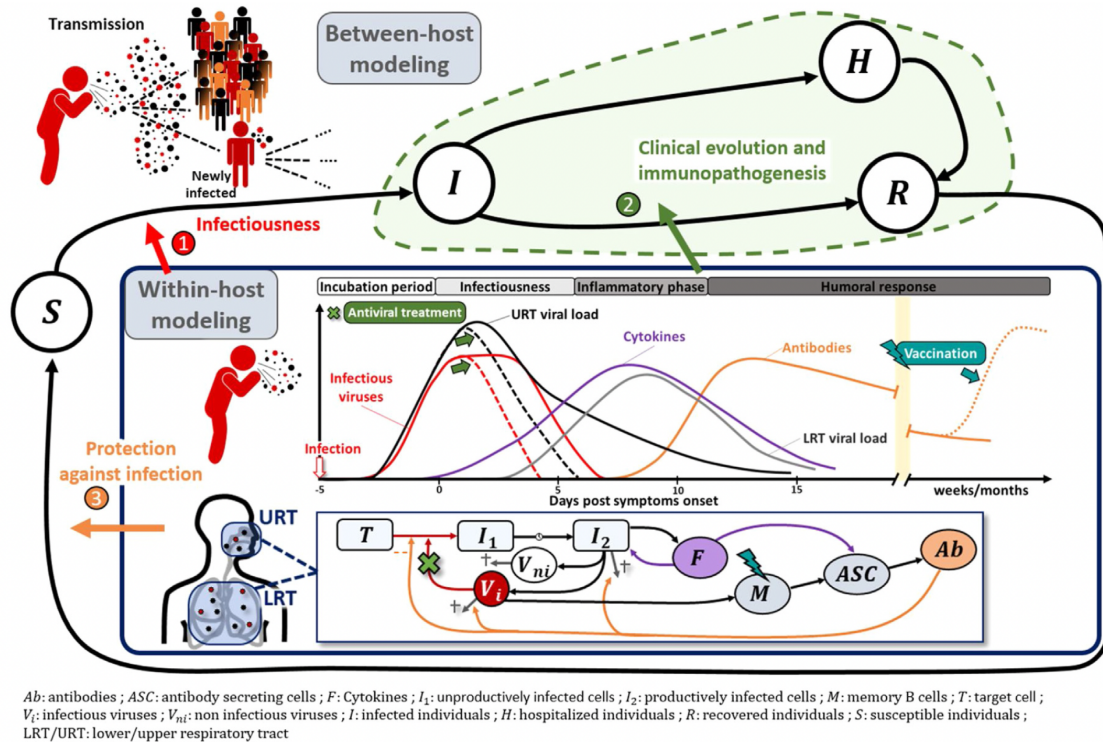 Transmission
Between-host
modeling
H
Clinical evolution and
immunopathogenesis
Newly
infected
I
R
2
Infectiousness
1
S
Within-host
modeling
Incubation period
Infectiousness
Inflammatory phase
Humoral response
Antiviral treatment
URT viral load
Cytokines
Antibodies
Vaccination
Infectious
viruses
LRT viral load
Infection
Protection
against infection
3
-5
0
5
10
15
Days post symptoms onset
weeks/months
URT
LRT
T
I₁
I₂
Vₙᵢ
Vᵢ
F
M
ASC
Ab
Ab: antibodies ; ASC: antibody secreting cells ; F: Cytokines ; I₁: unproductively infected cells ; I₂: productively infected cells ; M: memory B cells ; T: target cell ;
Vᵢ: infectious viruses ; Vₙᵢ: non infectious viruses ; I: infected individuals ; H: hospitalized individuals ; R: recovered individuals ; S: susceptible individuals ;
LRT/URT: lower/upper respiratory tract